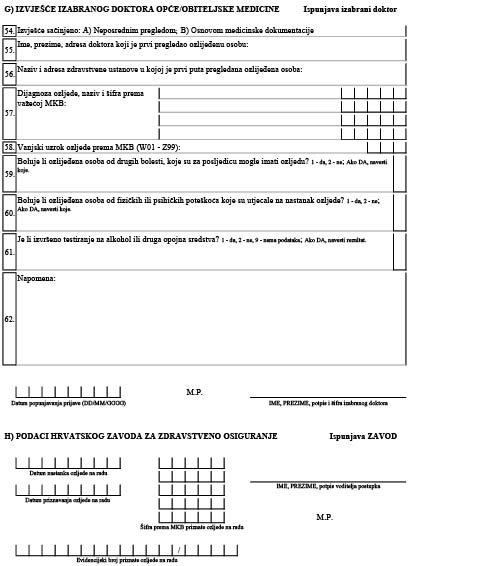 G) IZVJEŠĆE IZABRANOG DOKTORA OPĆE/OBITELJSKE MEDICINE Ispunjava izabrani doktor
54. Izvješće sačinjeno: A) Neposrednim pregledom; B) Osnovom medicinske dokumentacije
55. Ime, prezime, adresa doktora koji je prvi pregledao ozlijeđenu osobu:
56. Naziv i adresa zdravstvene ustanove u kojoj je prvi puta pregledana ozlijeđena osoba:
57. Dijagnoza ozljede, naziv i šifra prema
važećoj MKB:
58. Vanjski uzrok ozljede prema MKB (W01 - Z99):
59. Boluje li ozlijeđena osoba od drugih bolesti, koje su za posljedicu mogle imati ozljedu? 1 - da, 2 - ne; Ako DA, navesti
koje.
60. Boluje li ozlijeđena osoba od fizičkih ili psihičkih poteškoća koje su utjecale na nastanak ozljede? 1 - da, 2 - ne;
Ako DA, navesti koje.
61. Je li izvršeno testiranje na alkohol ili druga opojna sredstva? 1 - da, 2 - ne, 9 - nema podataka; Ako DA, navesti rezultat.
62. Napomena:
M.P.
Datum popunjavanja prijave (DD/MM/GGGG) IME, PREZIME, potpis i šifra izabranog doktora
H) PODACI HRVATSKOG ZAVODA ZA ZDRAVSTVENO OSIGURANJE Ispunjava ZAVOD
Datum nastanka ozljede na radu
IME, PREZIME, potpis voditelja postupka
Datum priznavanja ozljede na radu
M.P.
Šifra prema MKB priznate ozljede na radu
/
Evidencijski broj priznate ozljede na radu